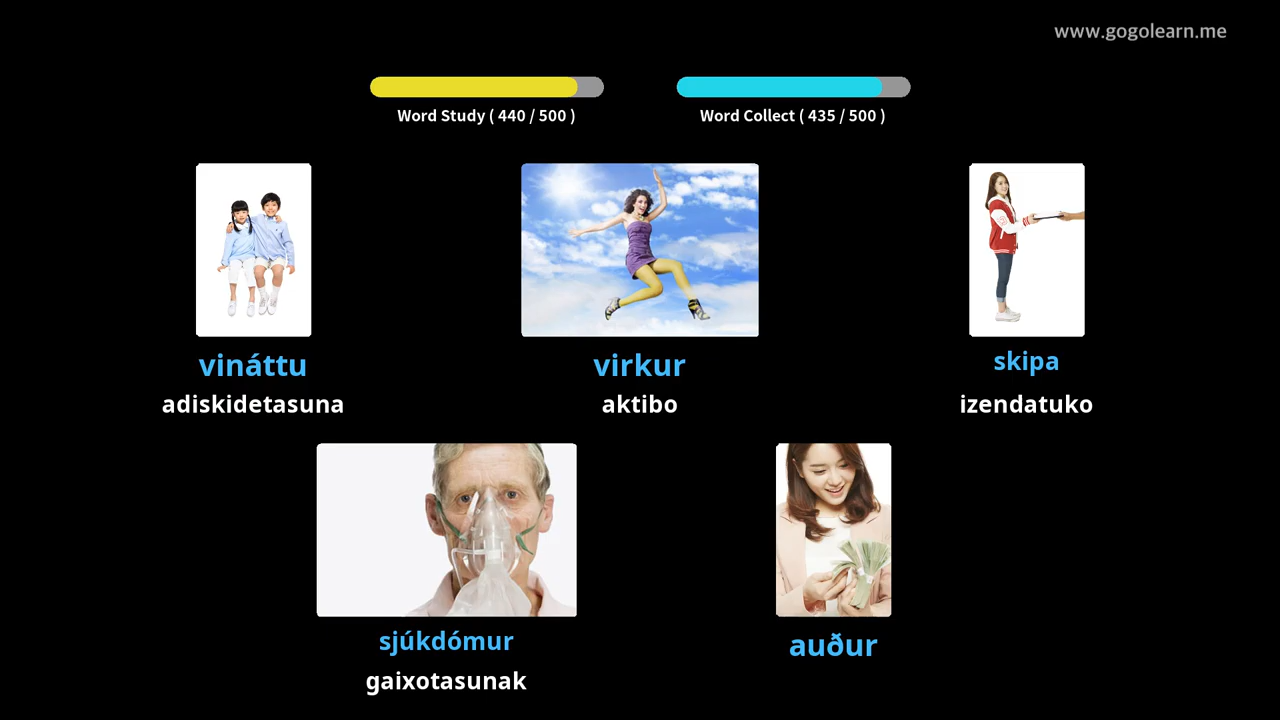 www.gogolearn.me
Word Study ( 440 / 500 )
Word Collect ( 435 / 500 )
vináttu
adiskidetasuna
virkur
aktibo
skipa
izendatuko
sjúkdómur
gaixotasunak
auður